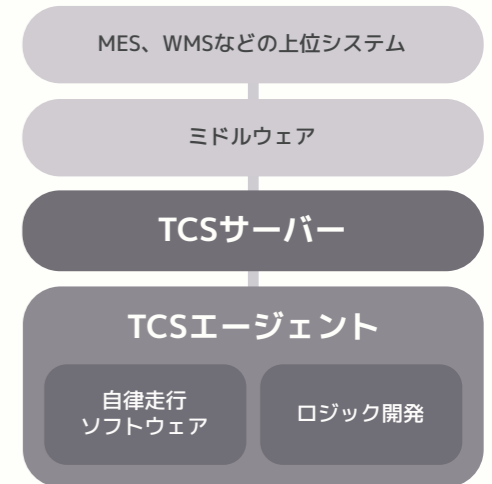 MES、WMSなどの上位システム
ミドルウェア
TCSサーバー
TCSエージェント
自律走行
ソフトウェア
ロジック開発